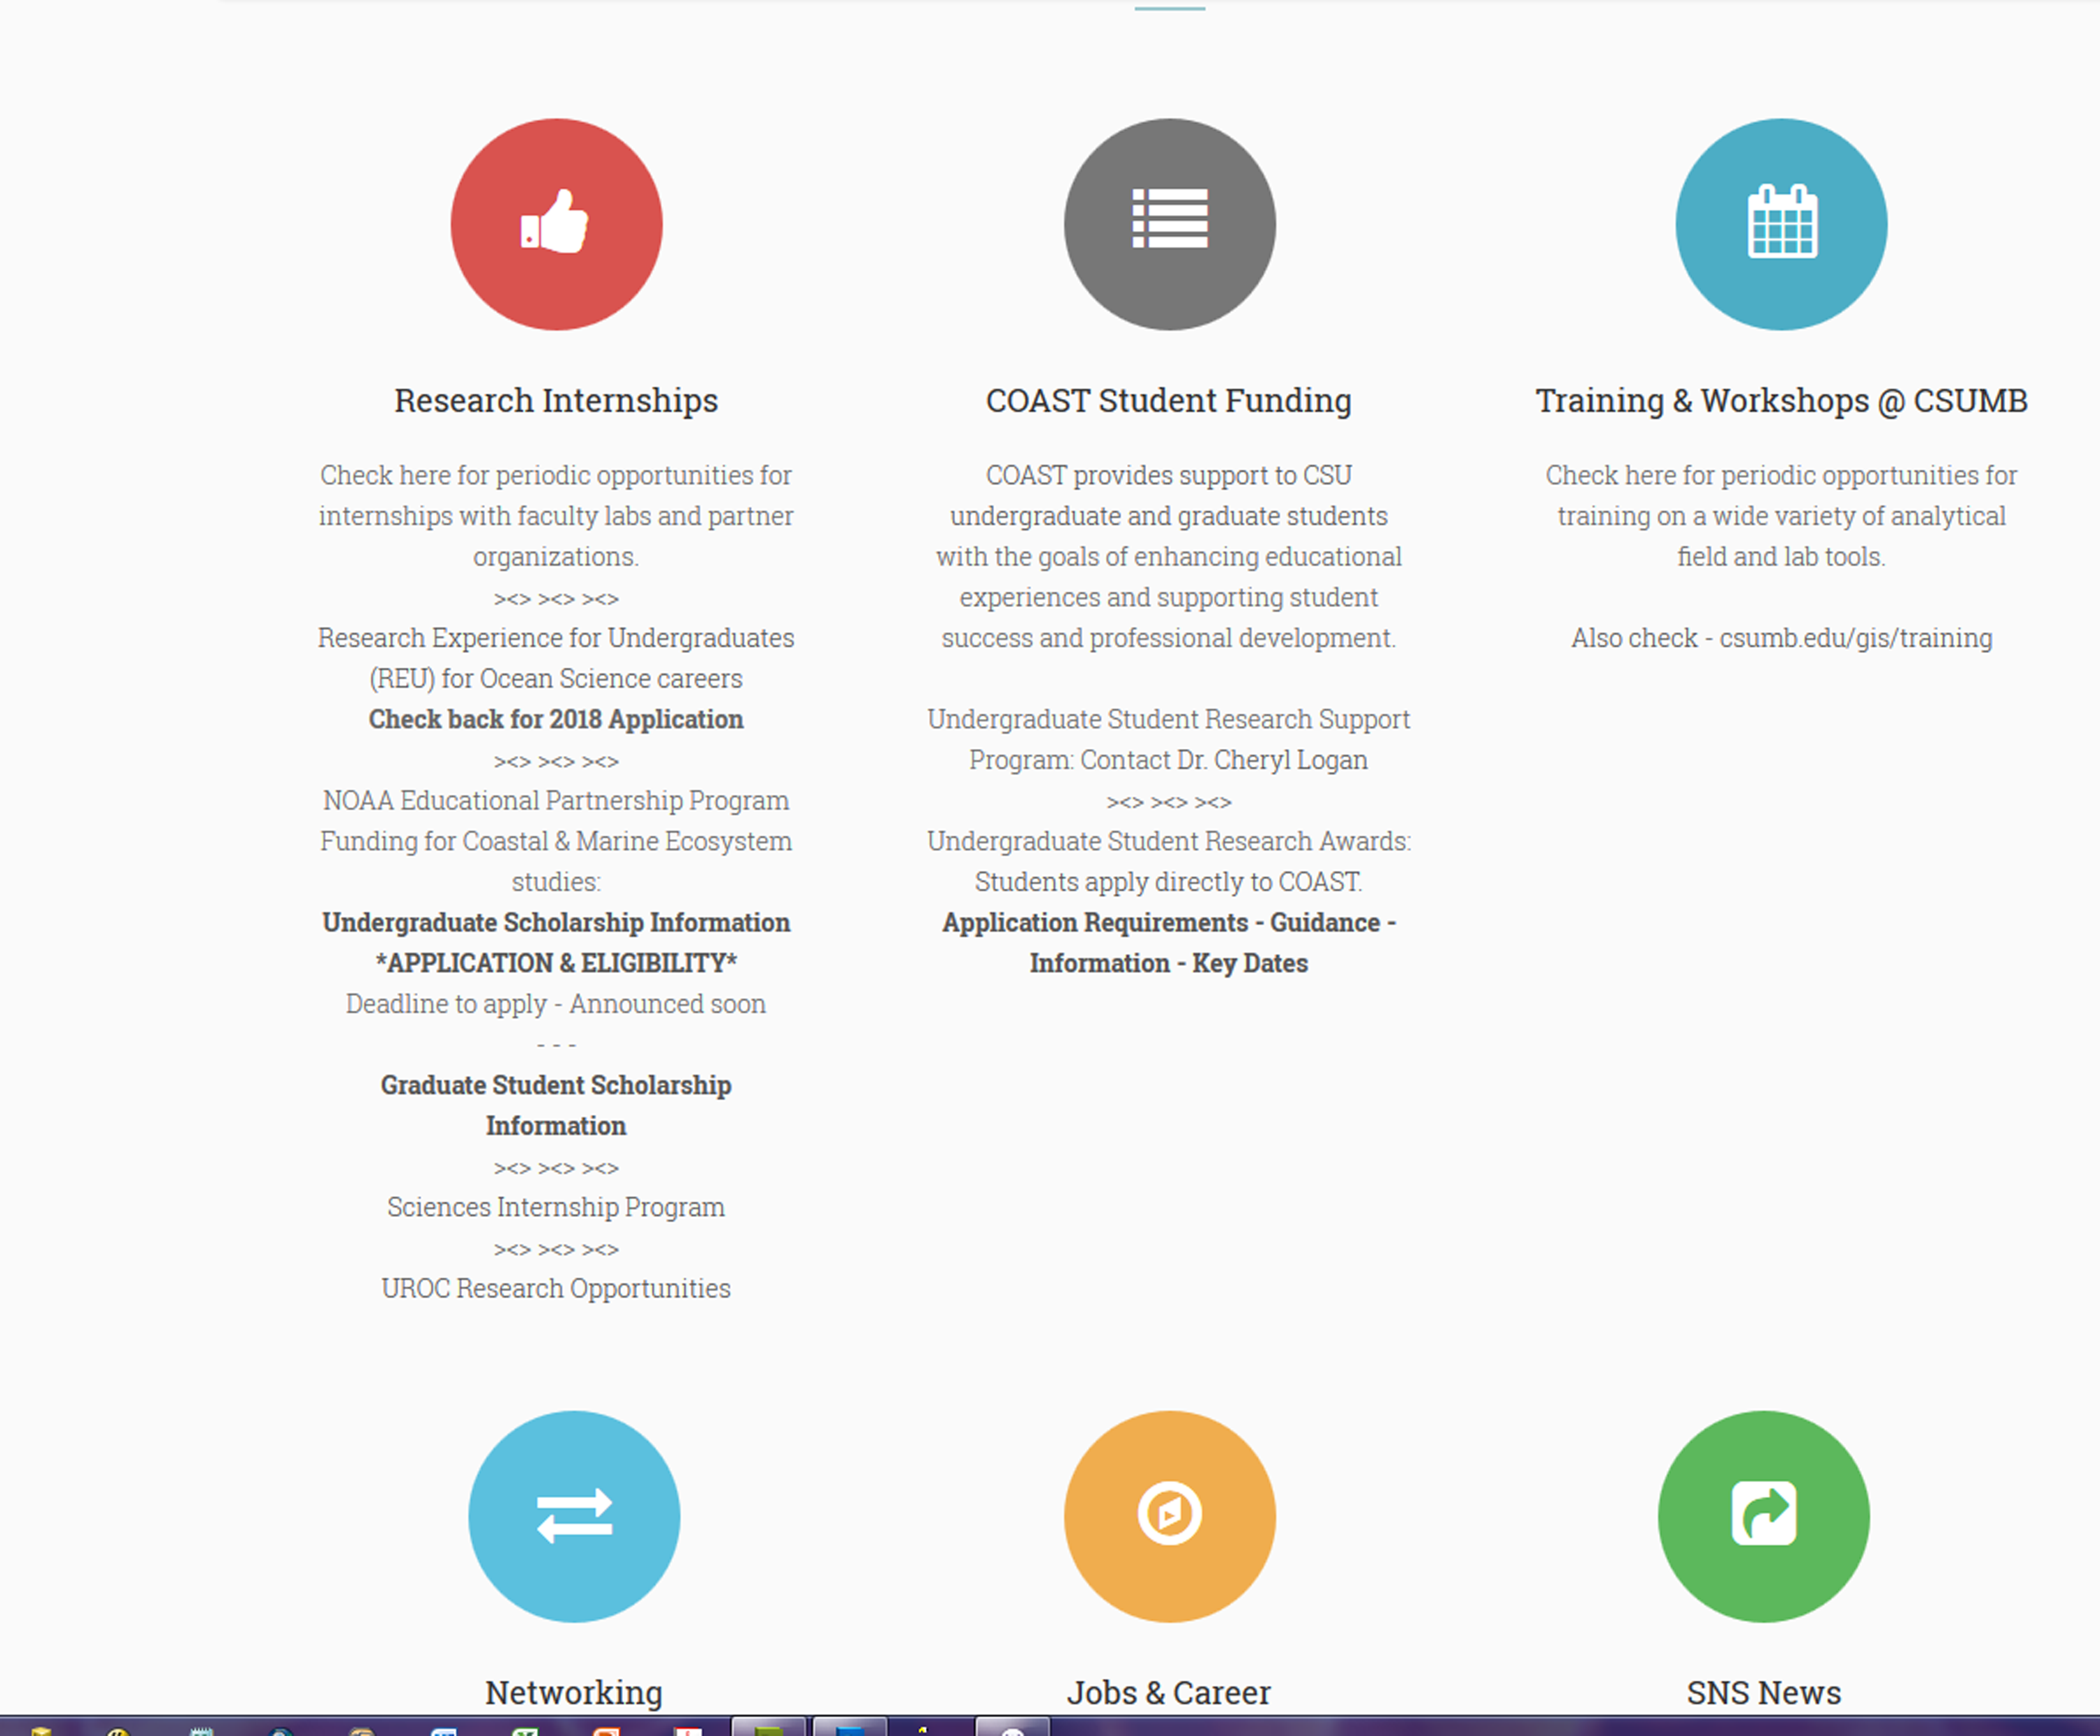 Research Internships
Check here for periodic opportunities for
internships with faculty labs and partner
organizations.
><> ><> ><>
Research Experience for Undergraduates
(REU) for Ocean Science careers
Check back for 2018 Application
><> ><> ><>
NOAA Educational Partnership Program
Funding for Coastal & Marine Ecosystem
studies:
Undergraduate Scholarship Information
*APPLICATION & ELIGIBILITY*
Deadline to apply - Announced soon
- - -
Graduate Student Scholarship
Information
><> ><> ><>
Sciences Internship Program
><> ><> ><>
UROC Research Opportunities
COAST Student Funding
COAST provides support to CSU
undergraduate and graduate students
with the goals of enhancing educational
experiences and supporting student
success and professional development.
Undergraduate Student Research Support
Program: Contact Dr. Cheryl Logan
><> ><> ><>
Undergraduate Student Research Awards:
Students apply directly to COAST.
Application Requirements - Guidance -
Information - Key Dates
Training & Workshops @ CSUMB
Check here for periodic opportunities for
training on a wide variety of analytical
field and lab tools.
Also check - csumb.edu/gis/training
Networking
Jobs & Career
SNS News